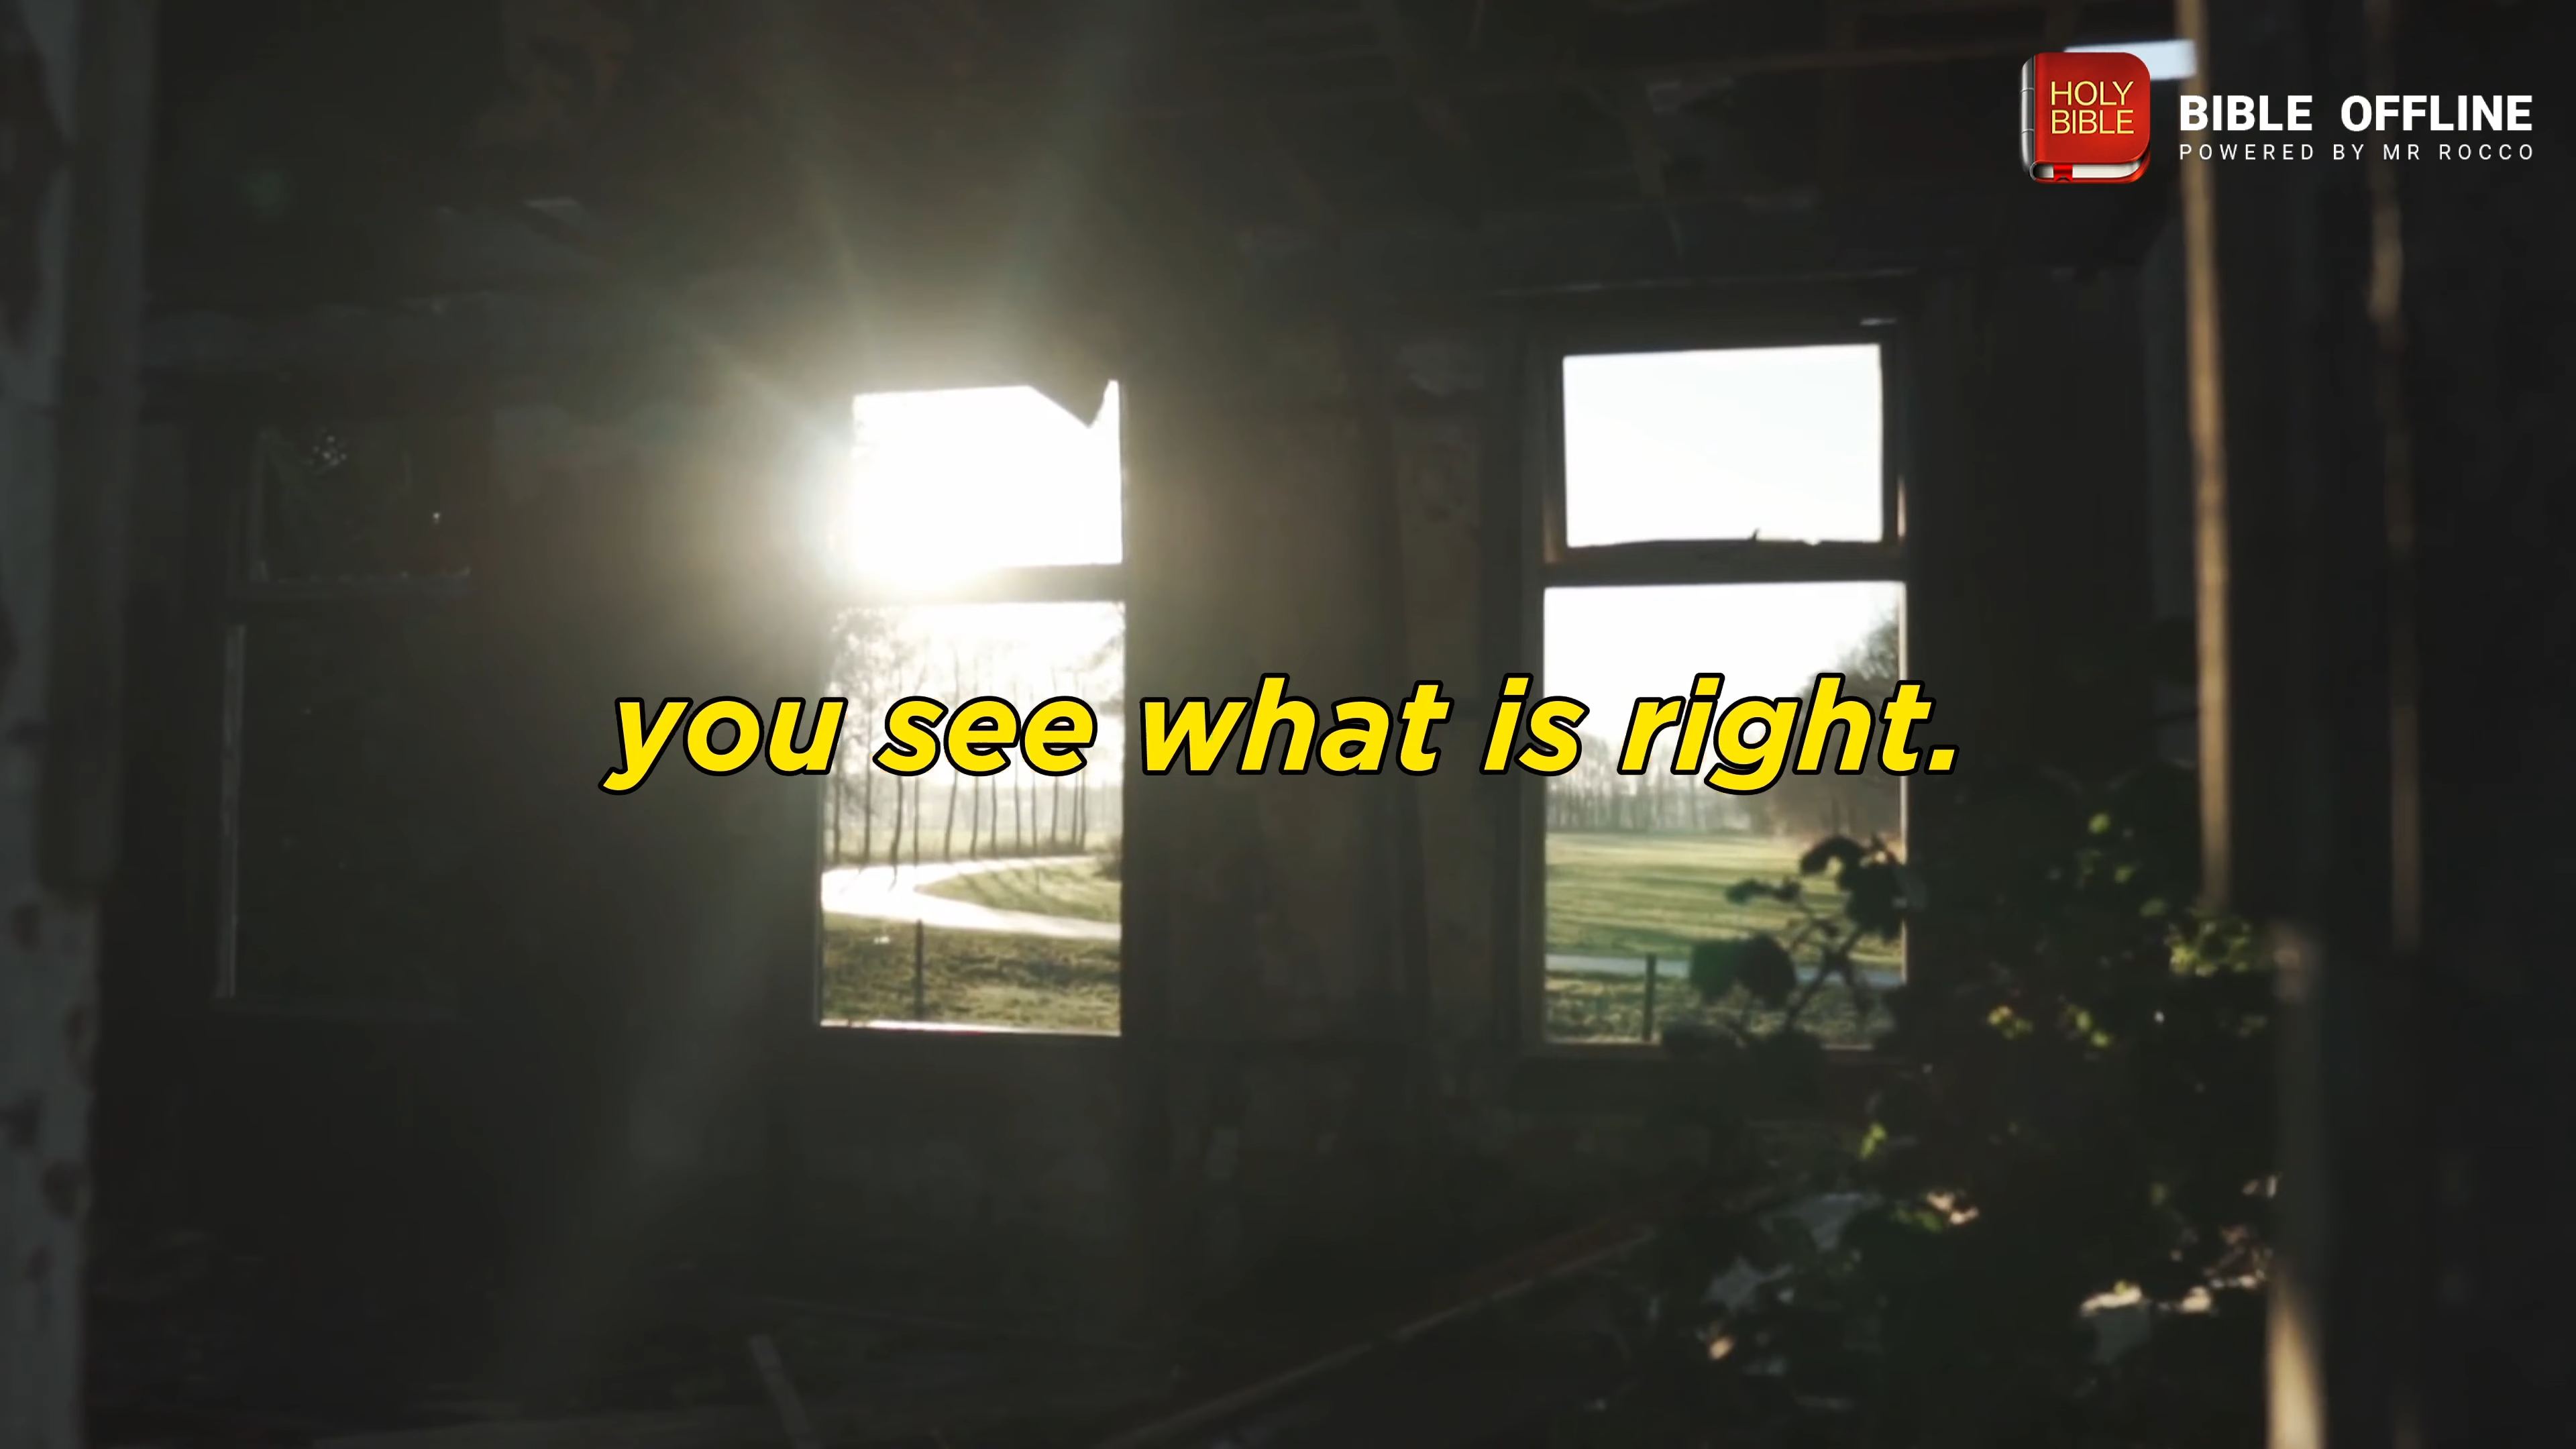 HOLY
BIBLE
BIBLE OFFLINE
POWERED BY MR ROCCO
you see what is right.